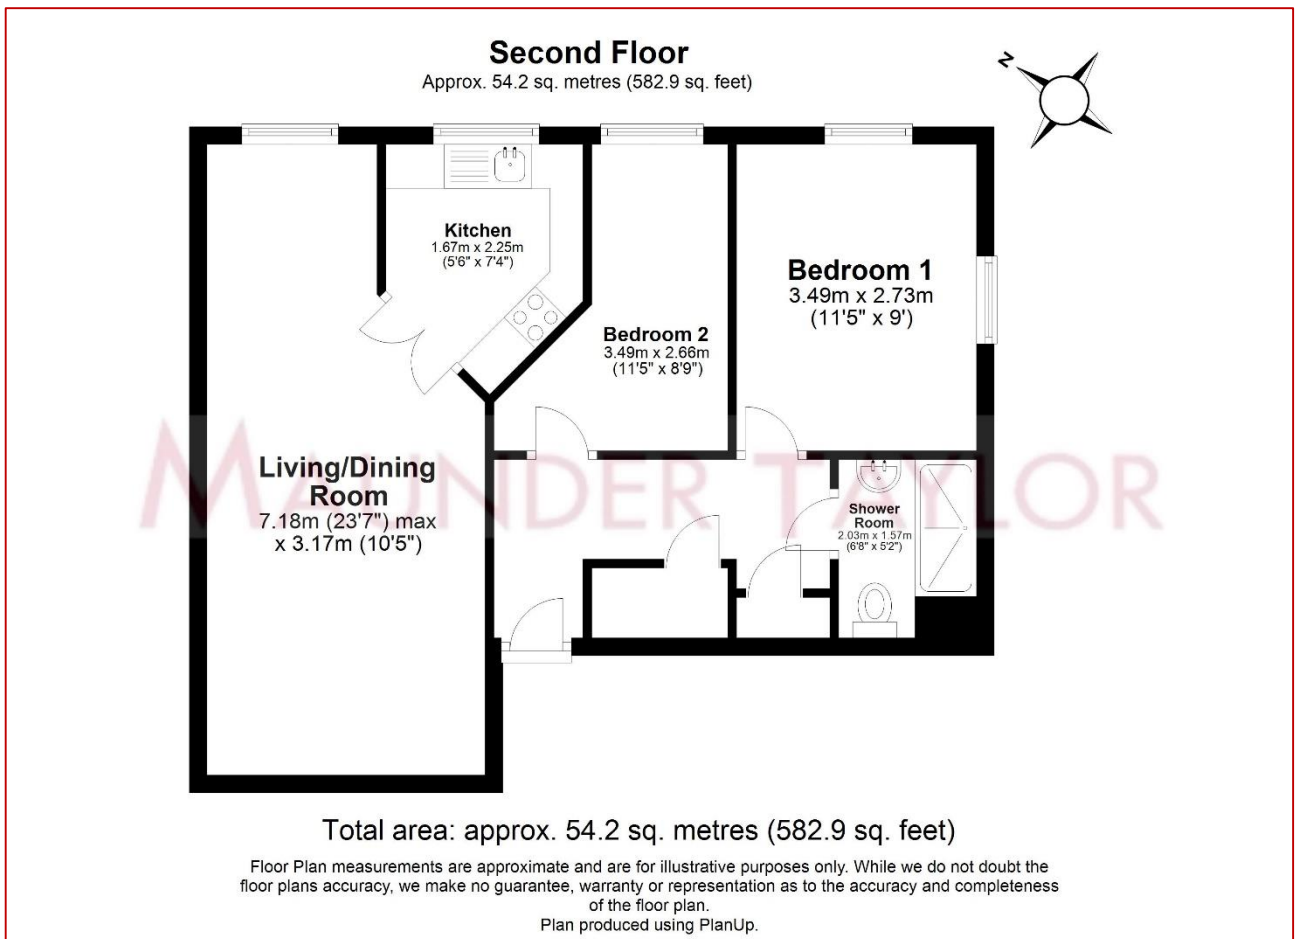 Second Floor
Approx. 54.2 sq. metres (582.9 sq. feet)
N
Kitchen
1.67m x 2.25m
(5'6" x 7'4")
Bedroom 1
3.49m x 2.73m
(11'5" x 9')
Bedroom 2
3.49m x 2.66m
(11'5" x 8'9")
MAUNDER TAYLOR
Living/Dining
Room
7.18m (23'7") max
x 3.17m (10'5")
Shower
Room
2.03m x 1.57m
(6'8" x 5'2")
Total area: approx. 54.2 sq. metres (582.9 sq. feet)
Floor Plan measurements are approximate and are for illustrative purposes only. While we do not doubt the
floor plans accuracy, we make no guarantee, warranty or representation as to the accuracy and completeness
of the floor plan.
Plan produced using PlanUp.